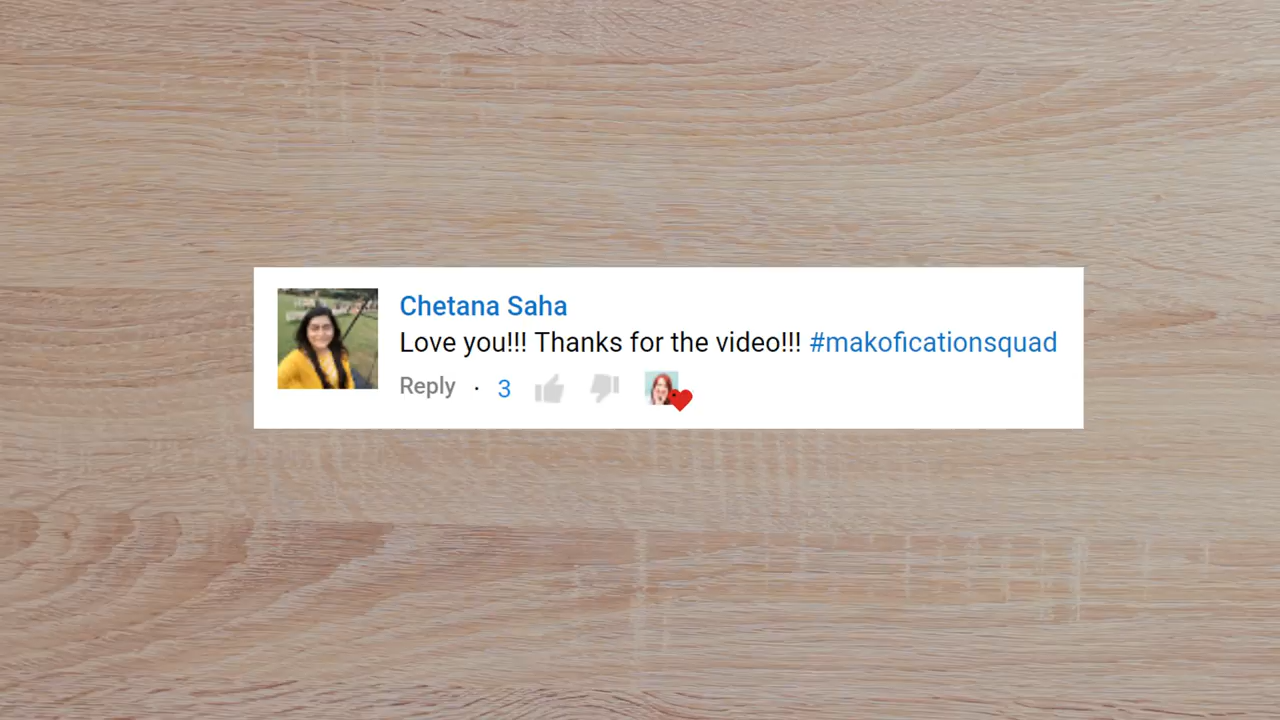 Chetana Saha
Love you!!! Thanks for the video!!! #makoficationsquad
Reply · 3